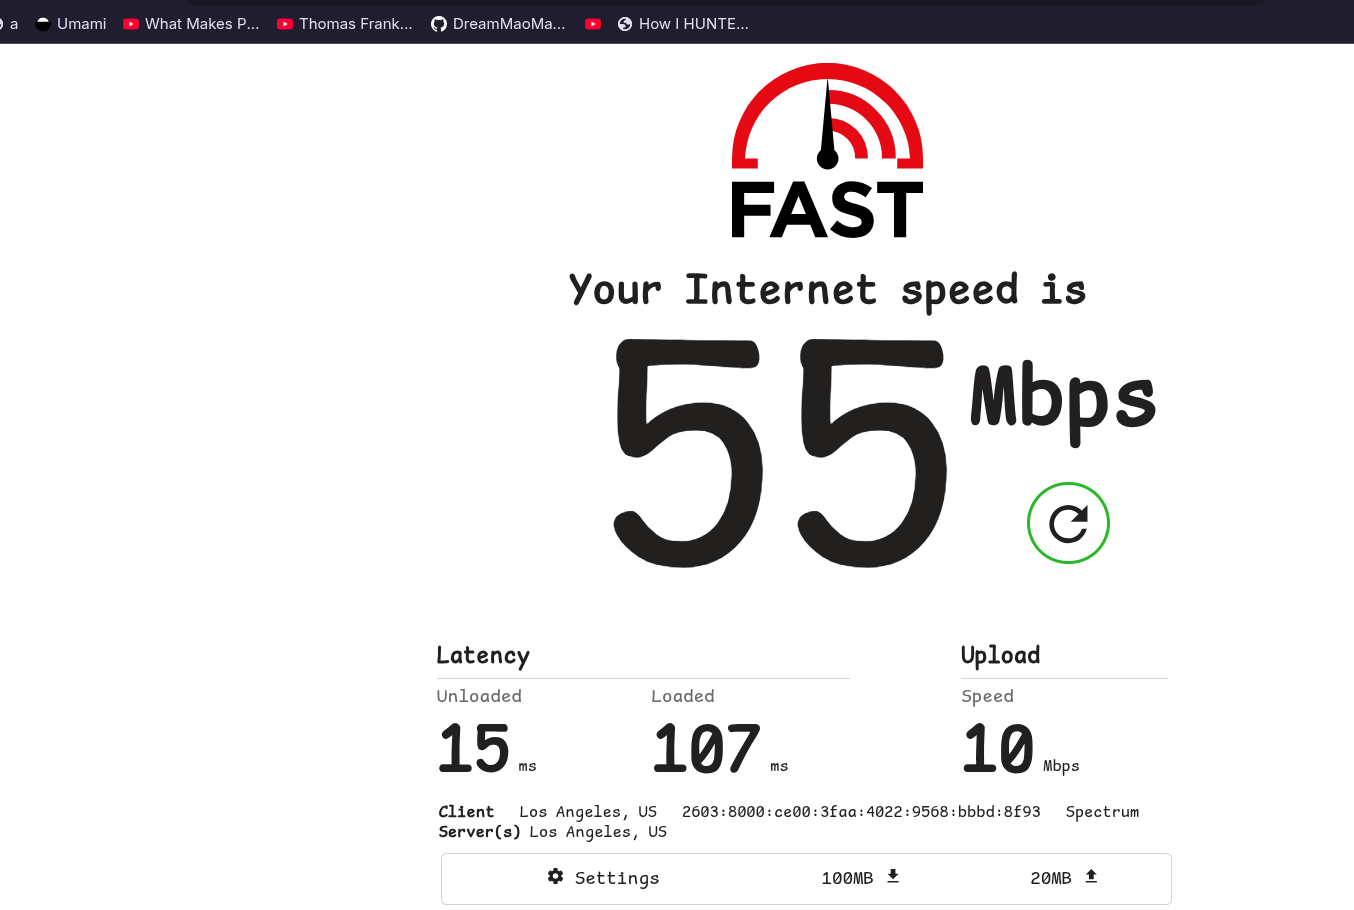 a Umami What Makes P... Thomas Frank... DreamMaoMa... How I HUNTE...
FAST
Your Internet speed is
55 Mbps
Latency Upload
Unloaded Loaded Speed
15 ms 107 ms 10 Mbps
Client Los Angeles, US 2603:8000:ce00:3faa:4022:9568:bbbd:8f93 Spectrum
Server(s) Los Angeles, US
Settings 100MB 20MB